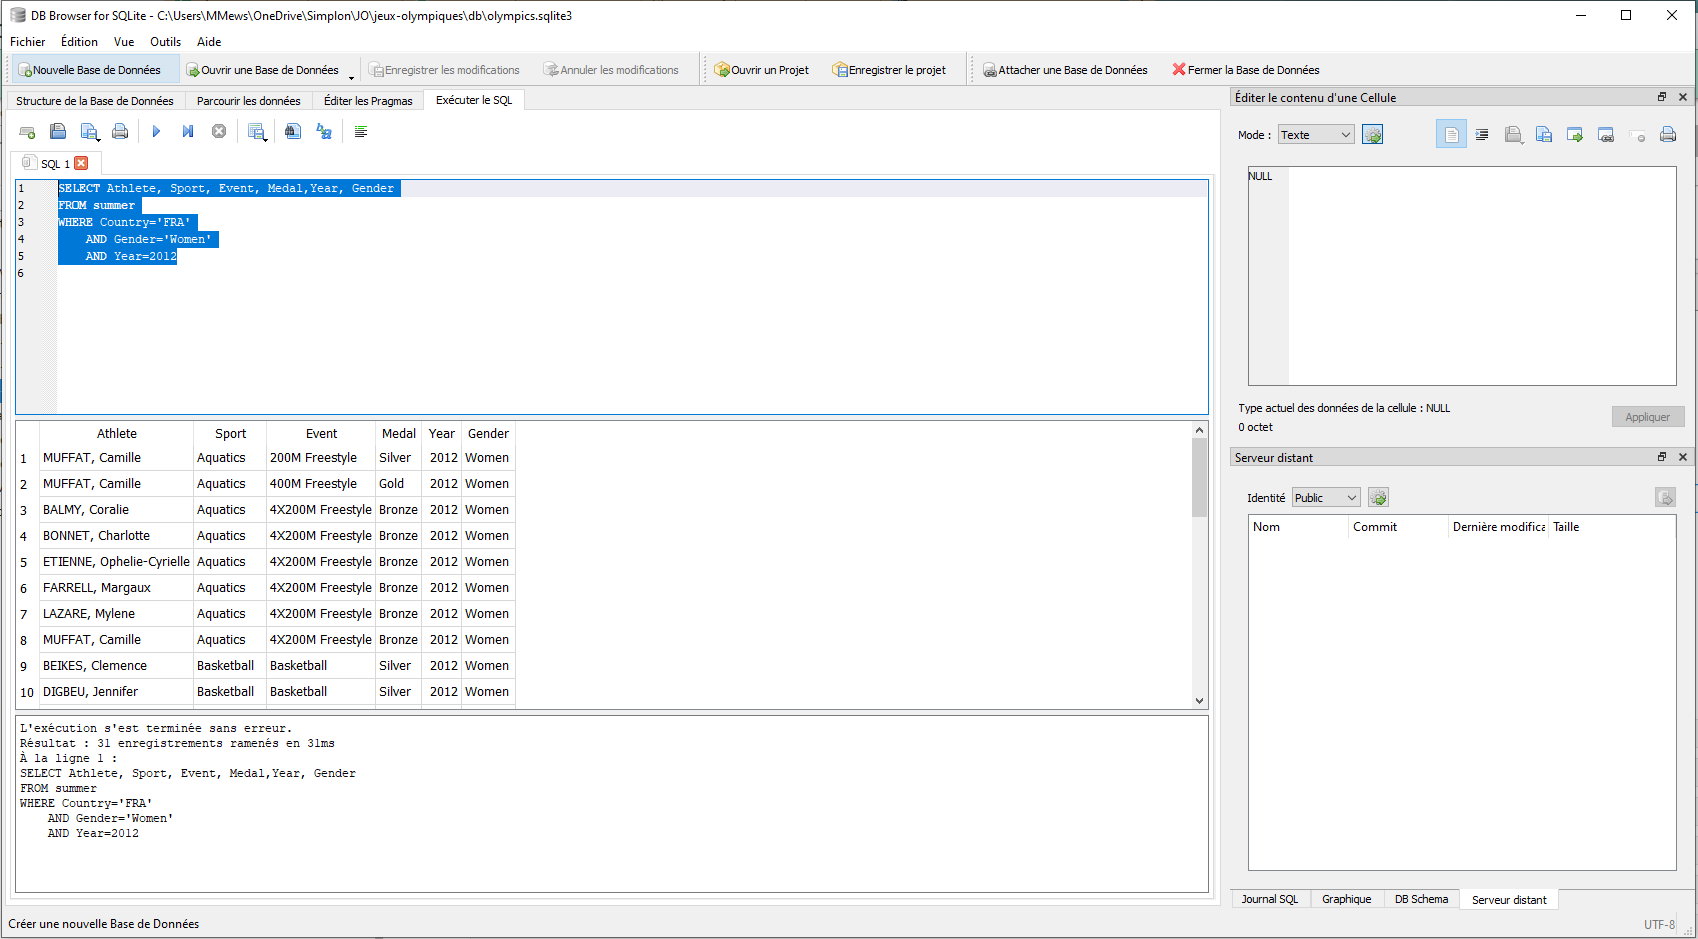 DB Browser for SQLite - C:\Users\MMews\OneDrive\Simplon\JO\jeux-olympiques\db\olympics.sqlite3
Fichier Édition Vue Outils Aide
Nouvelle Base de Données Ouvrir une Base de Données Enregistrer les modifications Annuler les modifications Ouvrir un Projet Enregistrer le projet Attacher une Base de Données Fermer la Base de Données
Structure de la Base de Données Parcourir les données Éditer les Pragmas Exécuter le SQL
SQL 1
1 SELECT Athlete, Sport, Event, Medal,Year, Gender
2 FROM summer
3 WHERE Country='FRA'
4 AND Gender='Women'
5 AND Year=2012
6
Athlete Sport Event Medal Year Gender
1 MUFFAT, Camille Aquatics 200M Freestyle Silver 2012 Women
2 MUFFAT, Camille Aquatics 400M Freestyle Gold 2012 Women
3 BALMY, Coralie Aquatics 4X200M Freestyle Bronze 2012 Women
4 BONNET, Charlotte Aquatics 4X200M Freestyle Bronze 2012 Women
5 ETIENNE, Ophelie-Cyrielle Aquatics 4X200M Freestyle Bronze 2012 Women
6 FARRELL, Margaux Aquatics 4X200M Freestyle Bronze 2012 Women
7 LAZARE, Mylene Aquatics 4X200M Freestyle Bronze 2012 Women
8 MUFFAT, Camille Aquatics 4X200M Freestyle Bronze 2012 Women
9 BEIKES, Clemence Basketball Basketball Silver 2012 Women
10 DIGBEU, Jennifer Basketball Basketball Silver 2012 Women
L'exécution s'est terminée sans erreur.
Résultat : 31 enregistrements ramenés en 31ms
À la ligne 1 :
SELECT Athlete, Sport, Event, Medal,Year, Gender
FROM summer
WHERE Country='FRA'
AND Gender='Women'
AND Year=2012
Éditer le contenu d'une Cellule
Mode : Texte
NULL
Type actuel des données de la cellule : NULL
0 octet
Appliquer
Serveur distant
Identité Public
Nom Commit Dernière modifica Taille
Journal SQL Graphique DB Schema Serveur distant
Créer une nouvelle Base de Données
UTF-8